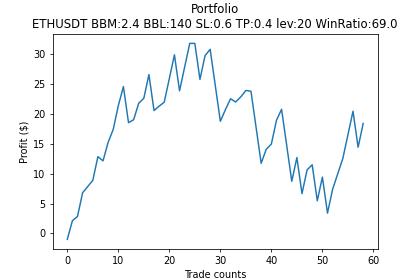 Portfolio
ETHUSDT BBM:2.4 BBL:140 SL:0.6 TP:0.4 lev:20 WinRatio:69.0
Profit ($)
30
25
20
15
10
5
0
0 10 20 30 40 50 60
Trade counts